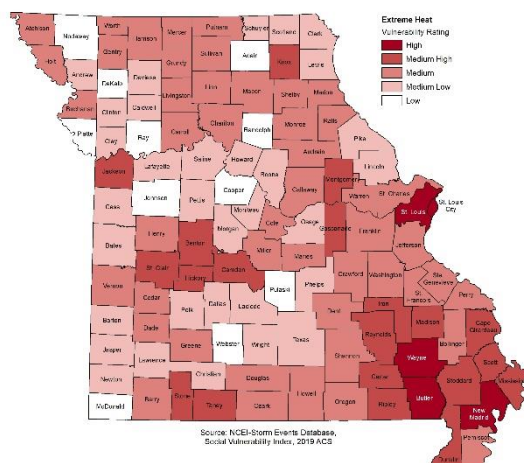 Extreme Heat
Vulnerability Rating
High
Medium High
Medium
Medium Low
Low
Atchison
Nodaway
Worth
Gentry
Harrison
Mercer
Putnam
Schuyler
Scotland
Clark
Holt
Andrew
DeKalb
Daviess
Grundy
Sullivan
Adair
Knox
Lewis
Buchanan
Clinton
Caldwell
Livingston
Linn
Macon
Shelby
Marion
Platte
Clay
Ray
Carroll
Chariton
Randolph
Monroe
Ralls
Pike
Jackson
Lafayette
Saline
Howard
Boone
Audrain
Lincoln
Cass
Johnson
Pettis
Cooper
Moniteau
Callaway
Montgomery
Warren
St. Charles
St. Louis
St. Louis
City
Bates
Henry
Benton
Morgan
Cole
Osage
Gasconade
Franklin
Jefferson
St. Clair
Hickory
Camden
Miller
Maries
Crawford
Washington
Ste.
Genevieve
St.
Francois
Perry
Vernon
Cedar
Polk
Dallas
Laclede
Pulaski
Phelps
Dent
Iron
Madison
Cape
Girardeau
Bollinger
Barton
Dade
Greene
Webster
Wright
Texas
Shannon
Reynolds
Wayne
Scott
Jasper
Lawrence
Christian
Douglas
Howell
Oregon
Carter
Stoddard
Mississippi
Newton
McDonald
Barry
Stone
Taney
Ozark
Ripley
Butler
New
Madrid
Pemiscot
Dunklin
Source: NCEI-Storm Events Database,
Social Vulnerability Index, 2019 ACS